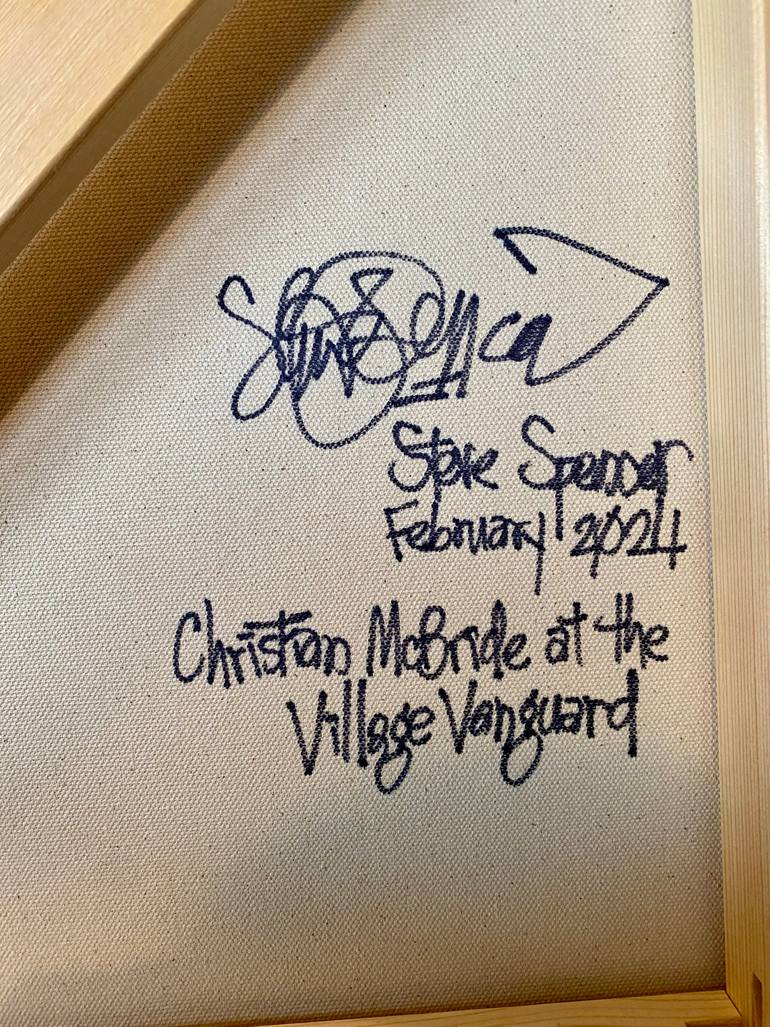 Steve Spencer
February 2024
Christian McBride at the
Village Vanguard